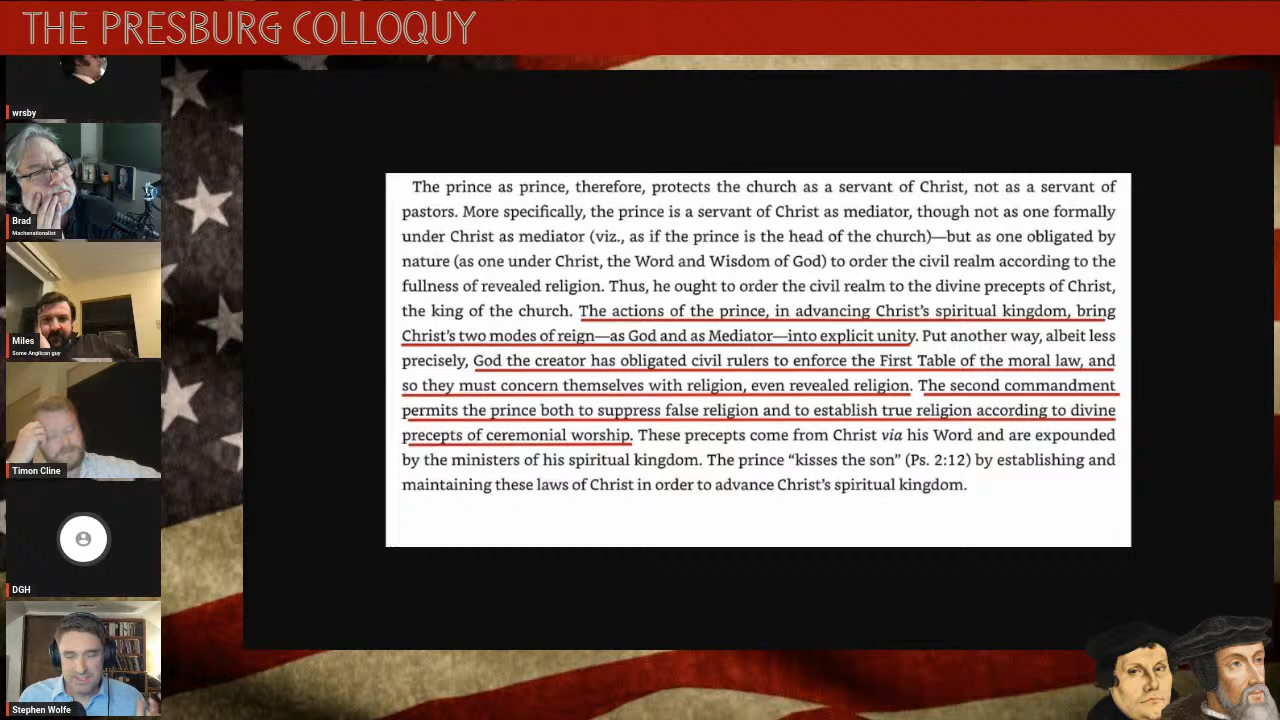 THE PRESBURG COLLOQUY
wrsby
Brad
Machenationalist
Miles
Some Anglican guy
Timon Cline
DGH
Stephen Wolfe
The prince as prince, therefore, protects the church as a servant of Christ, not as a servant of
pastors. More specifically, the prince is a servant of Christ as mediator, though not as one formally
under Christ as mediator (viz., as if the prince is the head of the church)—but as one obligated by
nature (as one under Christ, the Word and Wisdom of God) to order the civil realm according to the
fullness of revealed religion. Thus, he ought to order the civil realm to the divine precepts of Christ,
the king of the church. The actions of the prince, in advancing Christ's spiritual kingdom, bring
Christ's two modes of reign—as God and as Mediator—into explicit unity. Put another way, albeit less
precisely, God the creator has obligated civil rulers to enforce the First Table of the moral law, and
so they must concern themselves with religion, even revealed religion. The second commandment
permits the prince both to suppress false religion and to establish true religion according to divine
precepts of ceremonial worship. These precepts come from Christ via his Word and are expounded
by the ministers of his spiritual kingdom. The prince “kisses the son” (Ps. 2:12) by establishing and
maintaining these laws of Christ in order to advance Christ's spiritual kingdom.